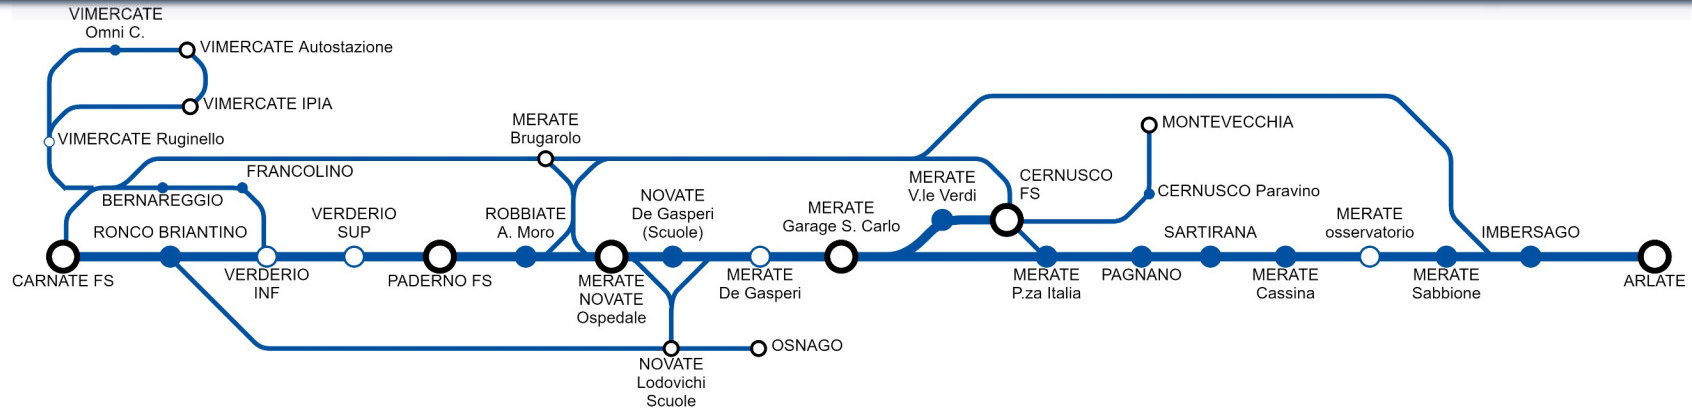 VIMERCATE
Omni C.
VIMERCATE Autostazione
VIMERCATE IPIA
VIMERCATE Ruginello
MERATE
Brugarolo
MONTEVECCHIA
FRANCOLINO
BERNAREGGIO
CERNUSCO
FS
CERNUSCO Paravino
MERATE
V.le Verdi
NOVATE
De Gasperi
(Scuole)
MERATE
Garage S. Carlo
VERDERIO
SUP
ROBBIATE
A. Moro
MERATE
osservatorio
RONCO BRIANTINO
SARTIRANA
IMBERSAGO
CARNATE FS
VERDERIO
INF
PADERNO FS
MERATE
NOVATE
Ospedale
MERATE
De Gasperi
MERATE
P.za Italia
PAGNANO
MERATE
Cassina
MERATE
Sabbione
ARLATE
OSNAGO
NOVATE
Lodovichi
Scuole